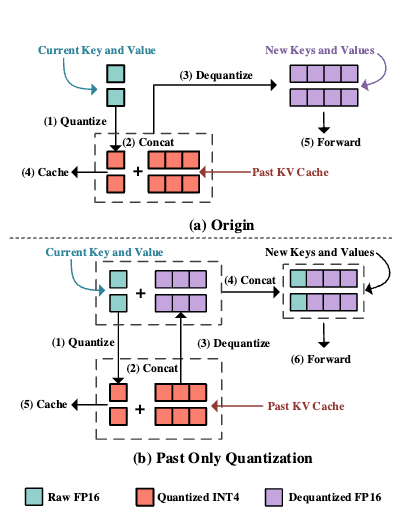 Current Key and Value
New Keys and Values
(3) Dequantize
(1) Quantize
(2) Concat
(5) Forward
(4) Cache
+
Past KV Cache
(a) Origin
Current Key and Value
New Keys and Values
+
(4) Concat
(1) Quantize
(3) Dequantize
(6) Forward
(2) Concat
(5) Cache
+
Past KV Cache
(b) Past Only Quantization
Raw FP16
Quantized INT4
Dequantized FP16